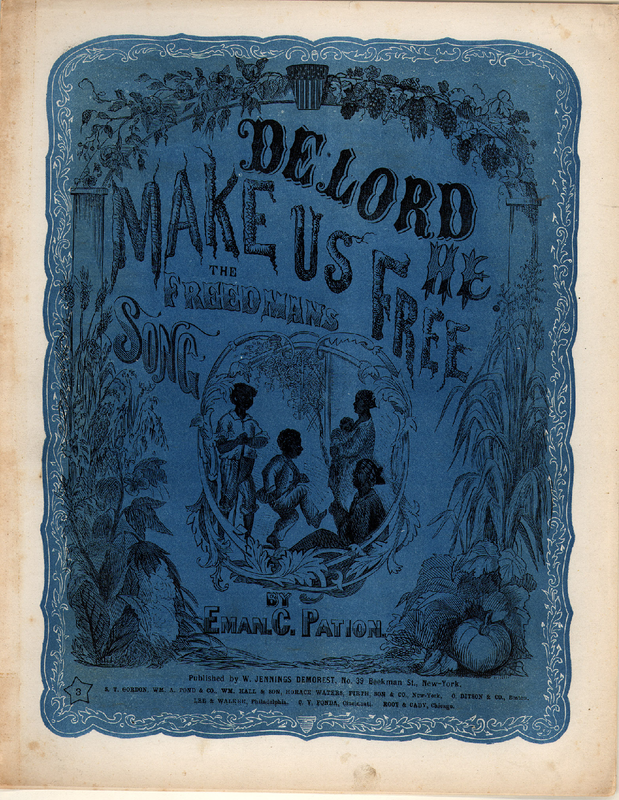 DE LORD
HE
MAKE US FREE
THE
FREEDMANS
SONG
BY
EMAN. C. PATION.
Published by W. JENNINGS DEMOREST, No. 39 Beekman St., New-York.
3
S. T. GORDON, WM. A. POND & CO., WM. HALL & SON, HORACE WATERS, FIRTH, SON & CO., New-York, O. DITSON & CO., Boston,
LEE & WALKER, Philadelphia. C. Y. FONDA, Cincinnati. ROOT & CADY, Chicago.